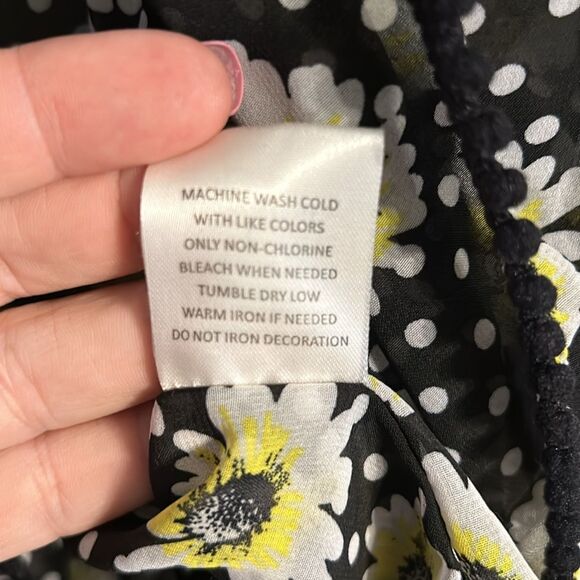 MACHINE WASH COLD
WITH LIKE COLORS
ONLY NON-CHLORINE
BLEACH WHEN NEEDED
TUMBLE DRY LOW
WARM IRON IF NEEDED
DO NOT IRON DECORATION